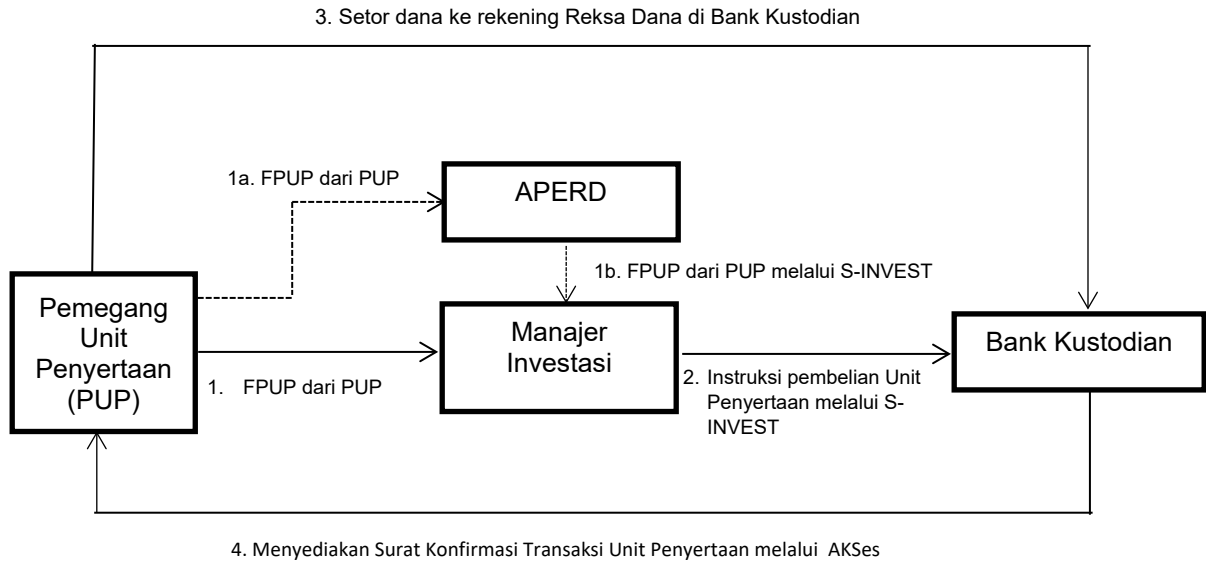 3. Setor dana ke rekening Reksa Dana di Bank Kustodian
1a. FPUP dari PUP
APERD
1b. FPUP dari PUP melalui S-INVEST
Pemegang
Unit
Penyertaan
(PUP)
Manajer
Investasi
Bank Kustodian
1. FPUP dari PUP
2. Instruksi pembelian Unit
Penyertaan melalui S-
INVEST
4. Menyediakan Surat Konfirmasi Transaksi Unit Penyertaan melalui AKSes